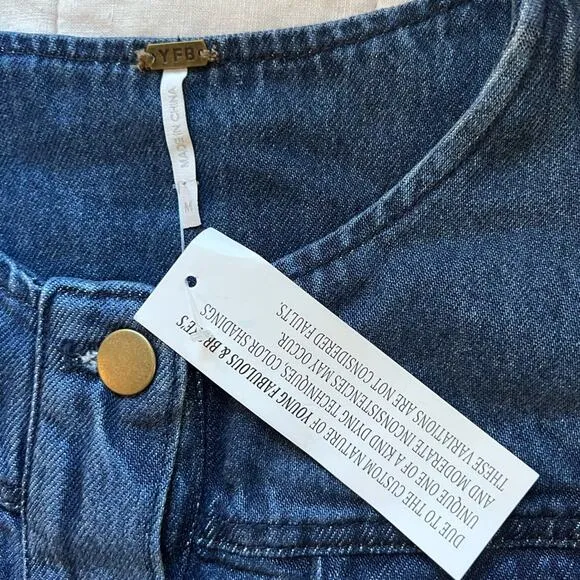 YFB
MADE IN CHINA
M
DUE TO THE CUSTOM NATURE OF YOUNG FABULOUS & BROKE'S
UNIQUE ONE OF A KIND DYING TECHNIQUES COLOR SHADINGS
AND MODERATE INCONSISTENCIES MAY OCCUR.
THESE VARIATIONS ARE NOT CONSIDERED FAULTS.